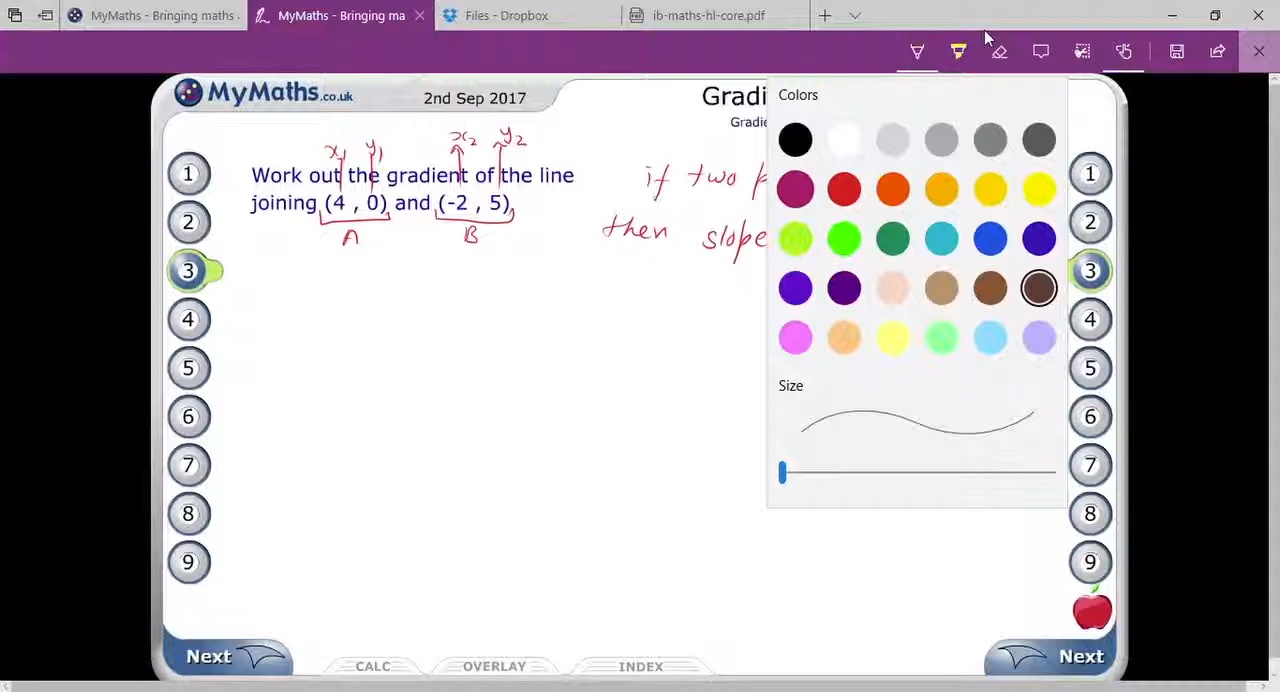 MyMaths - Bringing maths
MyMaths - Bringing ma
Files - Dropbox
ib-maths-hl-core.pdf
MyMaths.co.uk
2nd Sep 2017
Colors
x₁ y₁ x₂ y₂
Work out the gradient of the line
joining (4 , 0) and (-2 , 5)
A B
if two
then slope
Size
1
2
3
4
5
6
7
8
9
1
2
3
4
5
6
7
8
9
Next
CALC
OVERLAY
INDEX
Next